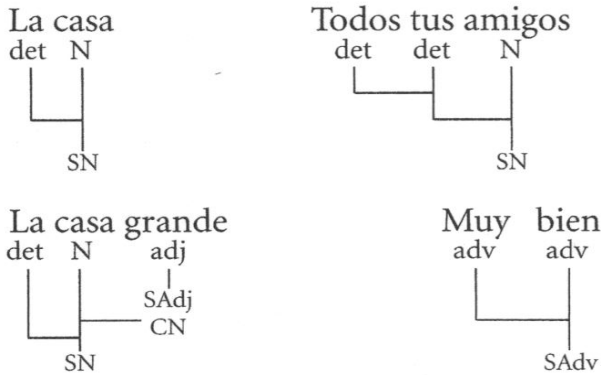 La casa
det N
SN
Todos tus amigos
det det N
SN
La casa grande
det N adj
SAdj
CN
SN
Muy bien
adv adv
SAdv